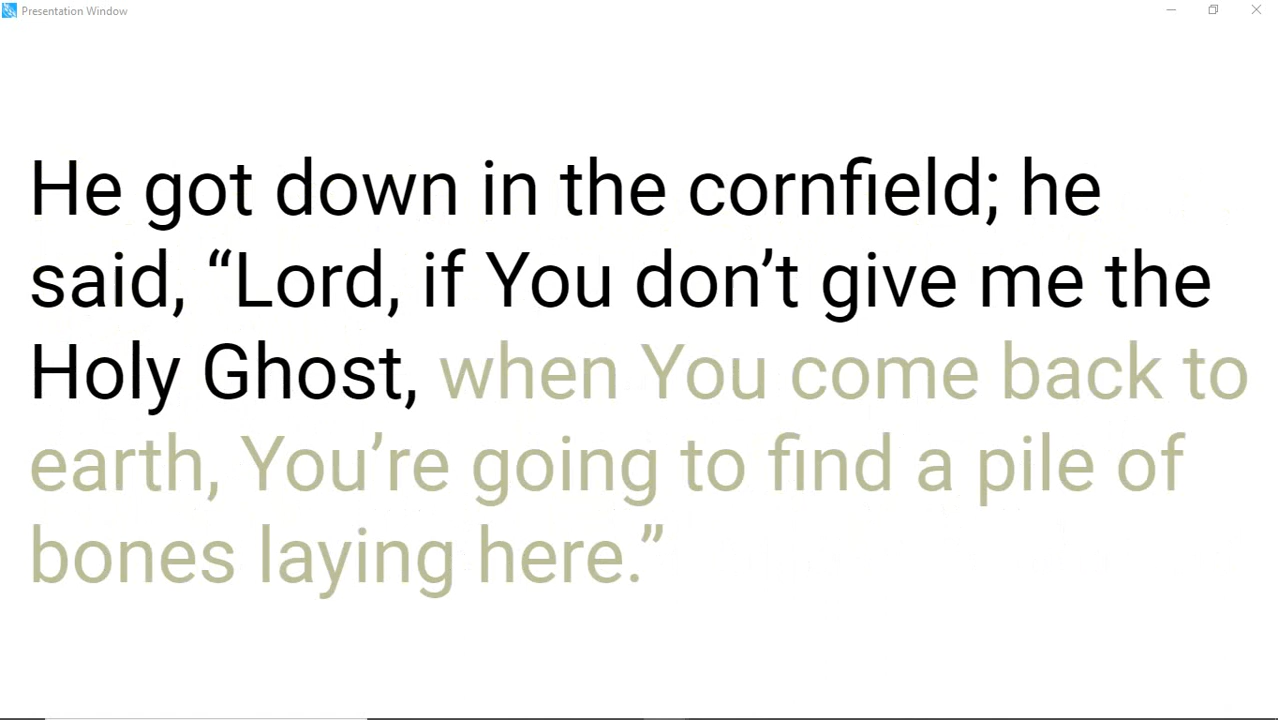 Presentation Window
He got down in the cornfield; he
said, “Lord, if You don’t give me the
Holy Ghost, when You come back to
earth, You’re going to find a pile of
bones laying here.”